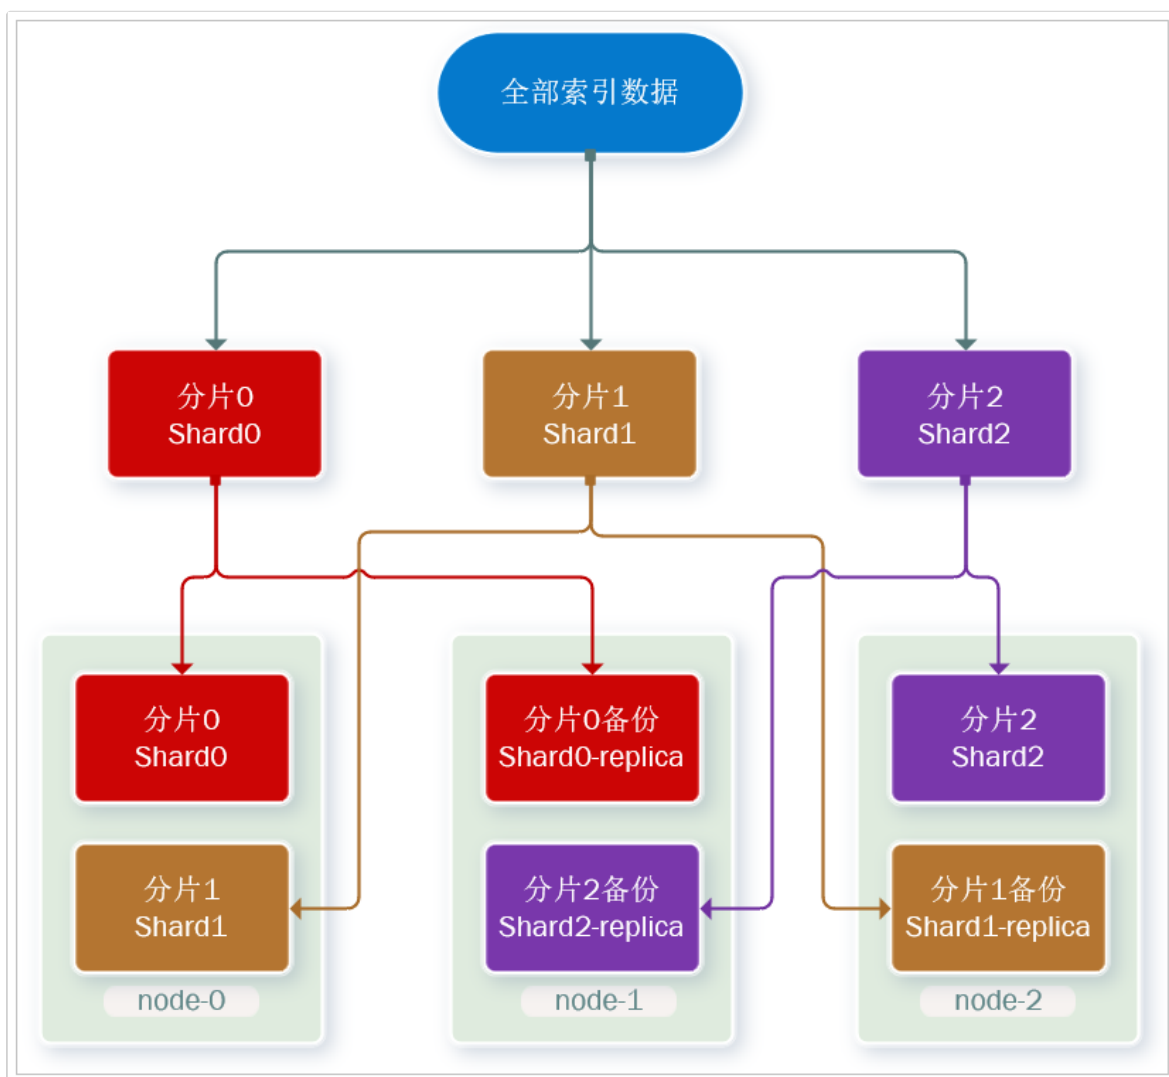 全部索引数据
分片0
Shard0
分片1
Shard1
分片2
Shard2
分片0
Shard0
分片0备份
Shard0-replica
分片2
Shard2
分片1
Shard1
分片2备份
Shard2-replica
分片1备份
Shard1-replica
node-0
node-1
node-2